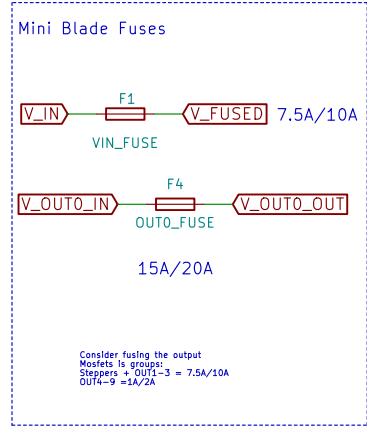 Mini Blade Fuses
F1
V_IN V_FUSED 7.5A/10A
VIN_FUSE
F4
V_OUT0_IN V_OUT0_OUT
OUT0_FUSE
15A/20A
Consider fusing the output
Mosfets is groups:
Steppers + OUT1-3 = 7.5A/10A
OUT4-9 =1A/2A